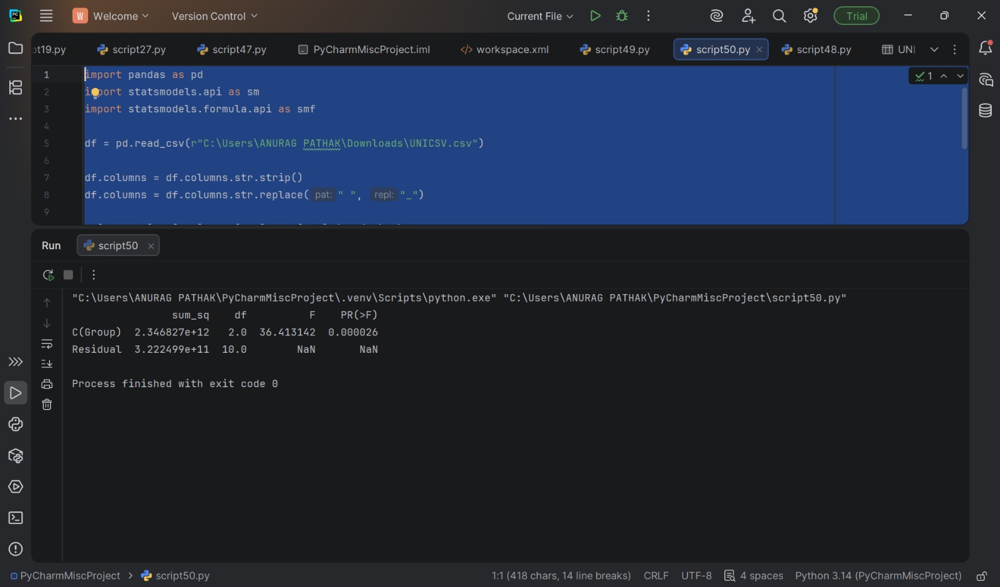 W Welcome Version Control Current File Trial
ot19.py script27.py script47.py PyCharmMiscProject.iml workspace.xml script49.py script50.py script48.py UNI
1 import pandas as pd
2 import statsmodels.api as sm
3 import statsmodels.formula.api as smf
4
5 df = pd.read_csv(r"C:\Users\ANURAG PATHAK\Downloads\UNICSV.csv")
6
7 df.columns = df.columns.str.strip()
8 df.columns = df.columns.str.replace( pat: " ", repl: "_")
9
1
Run script50
"C:\Users\ANURAG PATHAK\PyCharmMiscProject\.venv\Scripts\python.exe" "C:\Users\ANURAG PATHAK\PyCharmMiscProject\script50.py"
sum_sq df F PR(>F)
C(Group) 2.346827e+12 2.0 36.413142 0.000026
Residual 3.222499e+11 10.0 NaN NaN
Process finished with exit code 0
PyCharmMiscProject > script50.py 1:1 (418 chars, 14 line breaks) CRLF UTF-8 4 spaces Python 3.14 (PyCharmMiscProject)